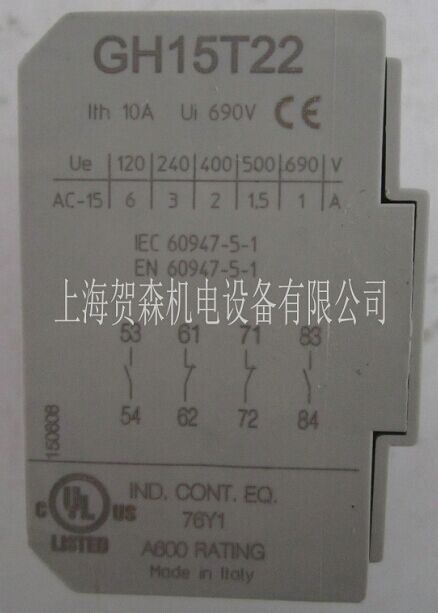 GH15T22
Ith 10A Ui 690V CE
Ue 120 240 400 500 690 V
AC-15 6 3 2 1,5 1 A
IEC 60947-5-1
EN 60947-5-1
上海贺森机电设备有限公司
53 61 71 83
54 62 72 84
150808
C UL US
LISTED
IND. CONT. EQ.
76Y1
A600 RATING
Made in Italy